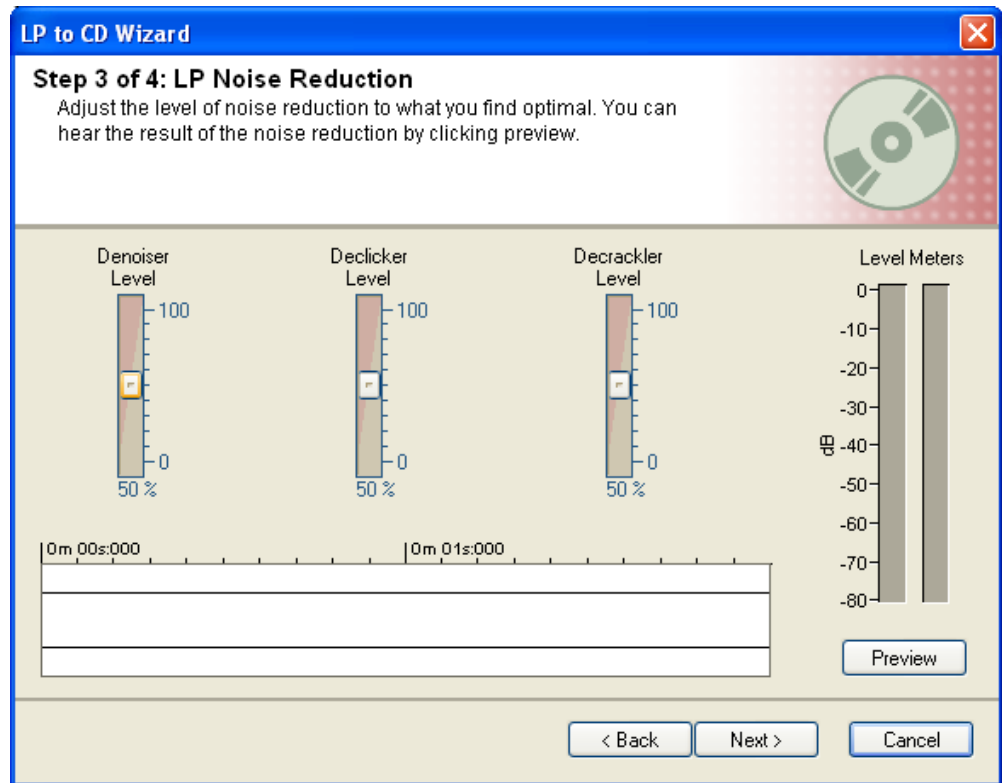 LP to CD Wizard
Step 3 of 4: LP Noise Reduction
Adjust the level of noise reduction to what you find optimal. You can
hear the result of the noise reduction by clicking preview.
Denoiser
Level
100
0
50 %
Declicker
Level
100
0
50 %
Decrackler
Level
100
0
50 %
Level Meters
0
-10
-20
-30
dB
-40
-50
-60
-70
-80
0m 00s:000
0m 01s:000
Preview
< Back
Next >
Cancel